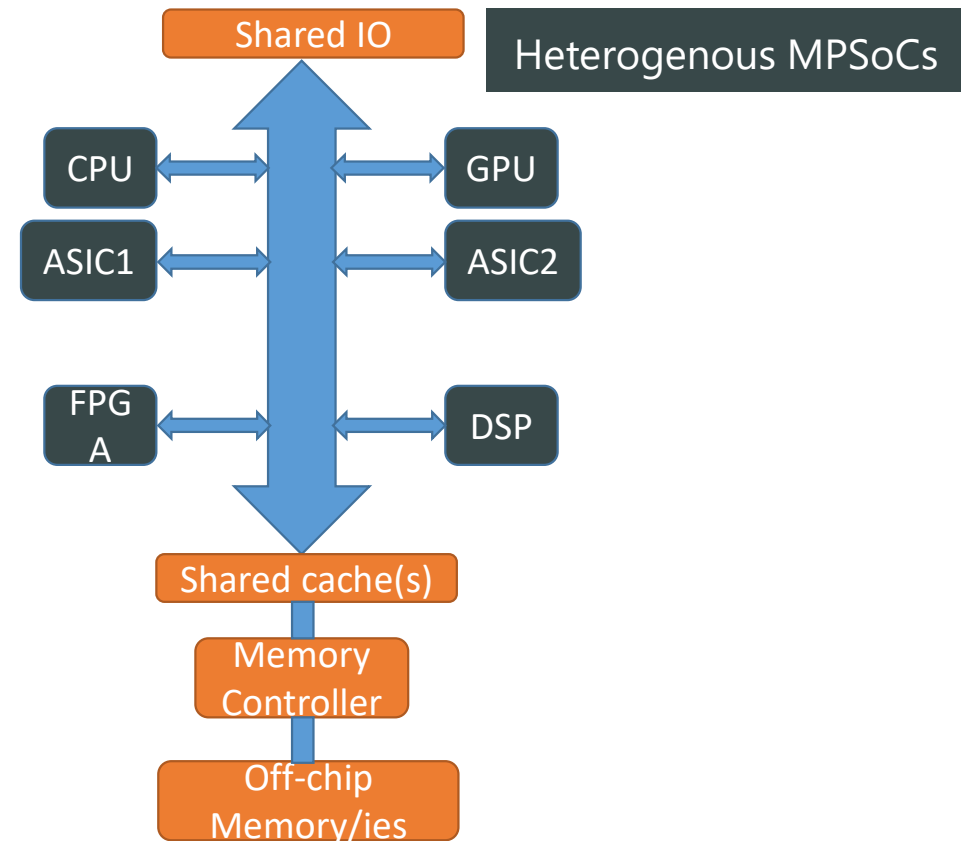 Shared IO
Heterogenous MPSoCs
CPU
GPU
ASIC1
ASIC2
FPG
A
DSP
Shared cache(s)
Memory
Controller
Off-chip
Memory/ies